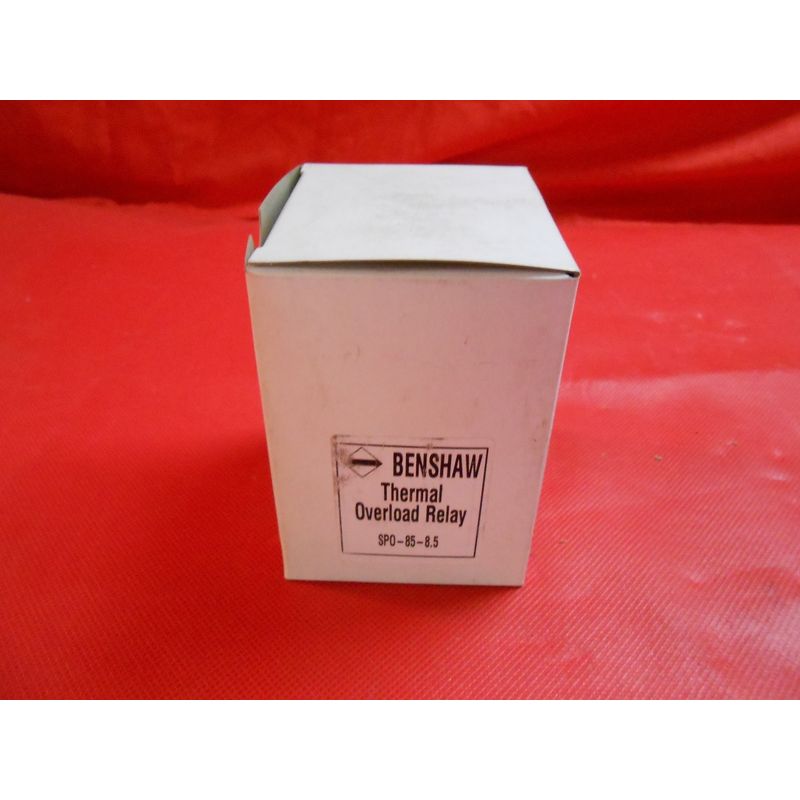 BENSHAW
Thermal
Overload Relay
SPO-85-8.5